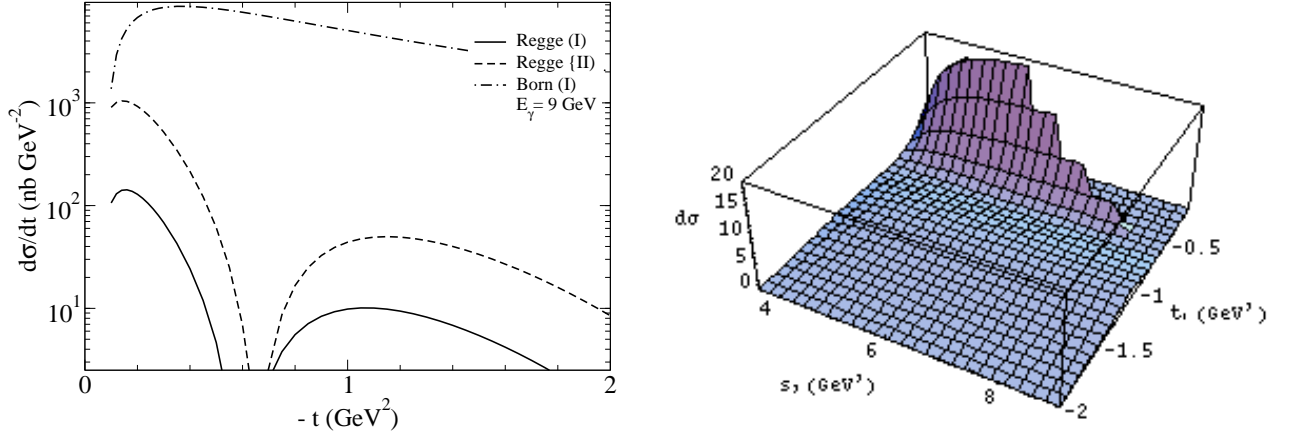 dσ/dt (nb GeV⁻²)
10³
10²
10¹
Regge (I)
Regge {II)
Born (I)
E_γ= 9 GeV
0
1
2
- t (GeV²)
20
15
10
5
0
dσ
4
6
8
s, (GeV²)
-0.5
-1
-1.5
-2
t, (GeV²)